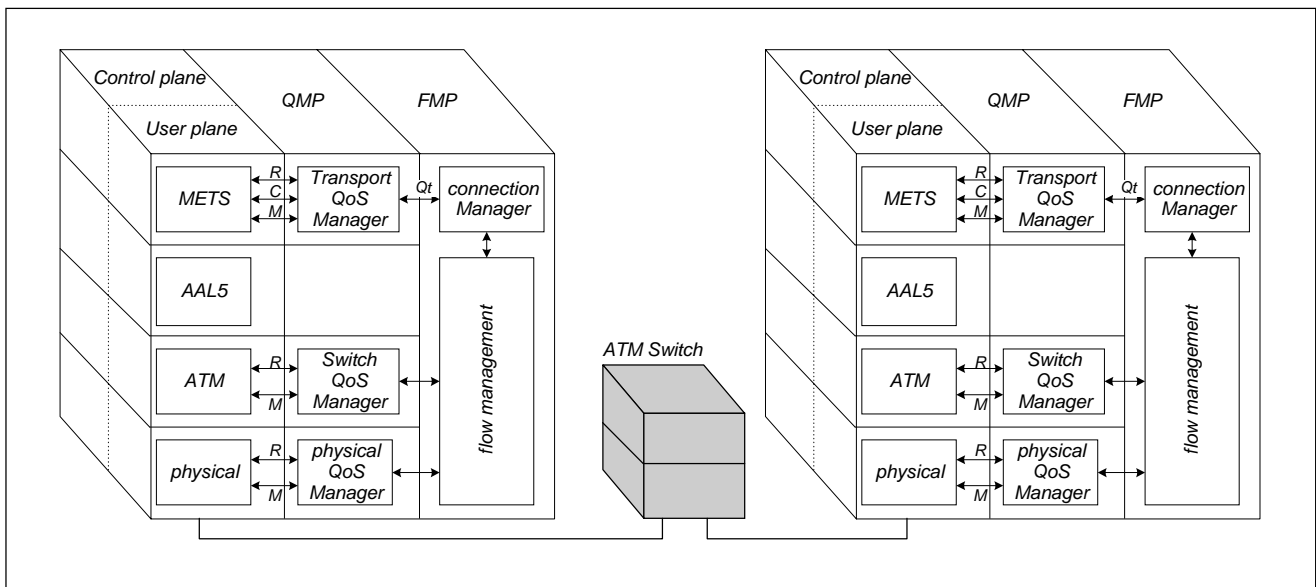 Control plane
QMP
FMP
User plane
METS
R
C
M
Transport
QoS
Manager
Qt
connection
Manager
AAL5
ATM
R
M
Switch
QoS
Manager
physical
R
M
physical
QoS
Manager
flow management
ATM Switch
Control plane
QMP
FMP
User plane
METS
R
C
M
Transport
QoS
Manager
Qt
connection
Manager
AAL5
ATM
R
M
Switch
QoS
Manager
physical
R
M
physical
QoS
Manager
flow management